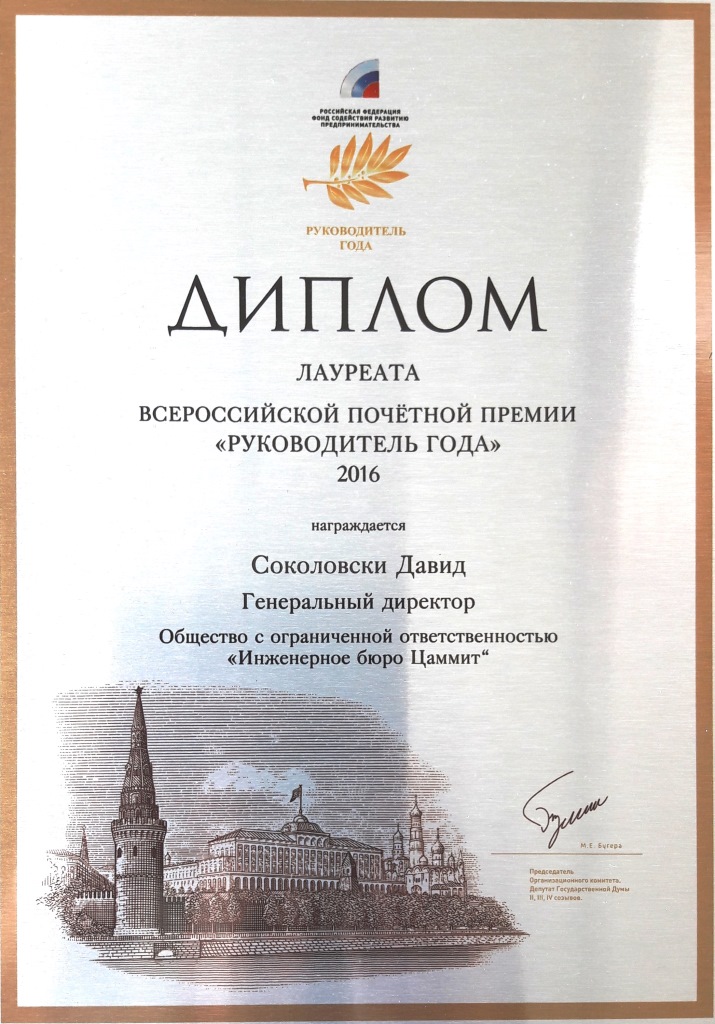 РОССИЙСКАЯ ФЕДЕРАЦИЯ
ФОНД СОДЕЙСТВИЯ РАЗВИТИЮ
ПРЕДПРИНИМАТЕЛЬСТВА
РУКОВОДИТЕЛЬ
ГОДА
ДИПЛОМ
ЛАУРЕАТА
ВСЕРОССИЙСКОЙ ПОЧЁТНОЙ ПРЕМИИ
«РУКОВОДИТЕЛЬ ГОДА»
2016
награждается
Соколовски Давид
Генеральный директор
Общество с ограниченной ответственностью
«Инженерное бюро Цаммит“
М.Е. Бугера
Председатель
Организационного комитета,
Депутат Государственной Думы
II, III, IV созывов.